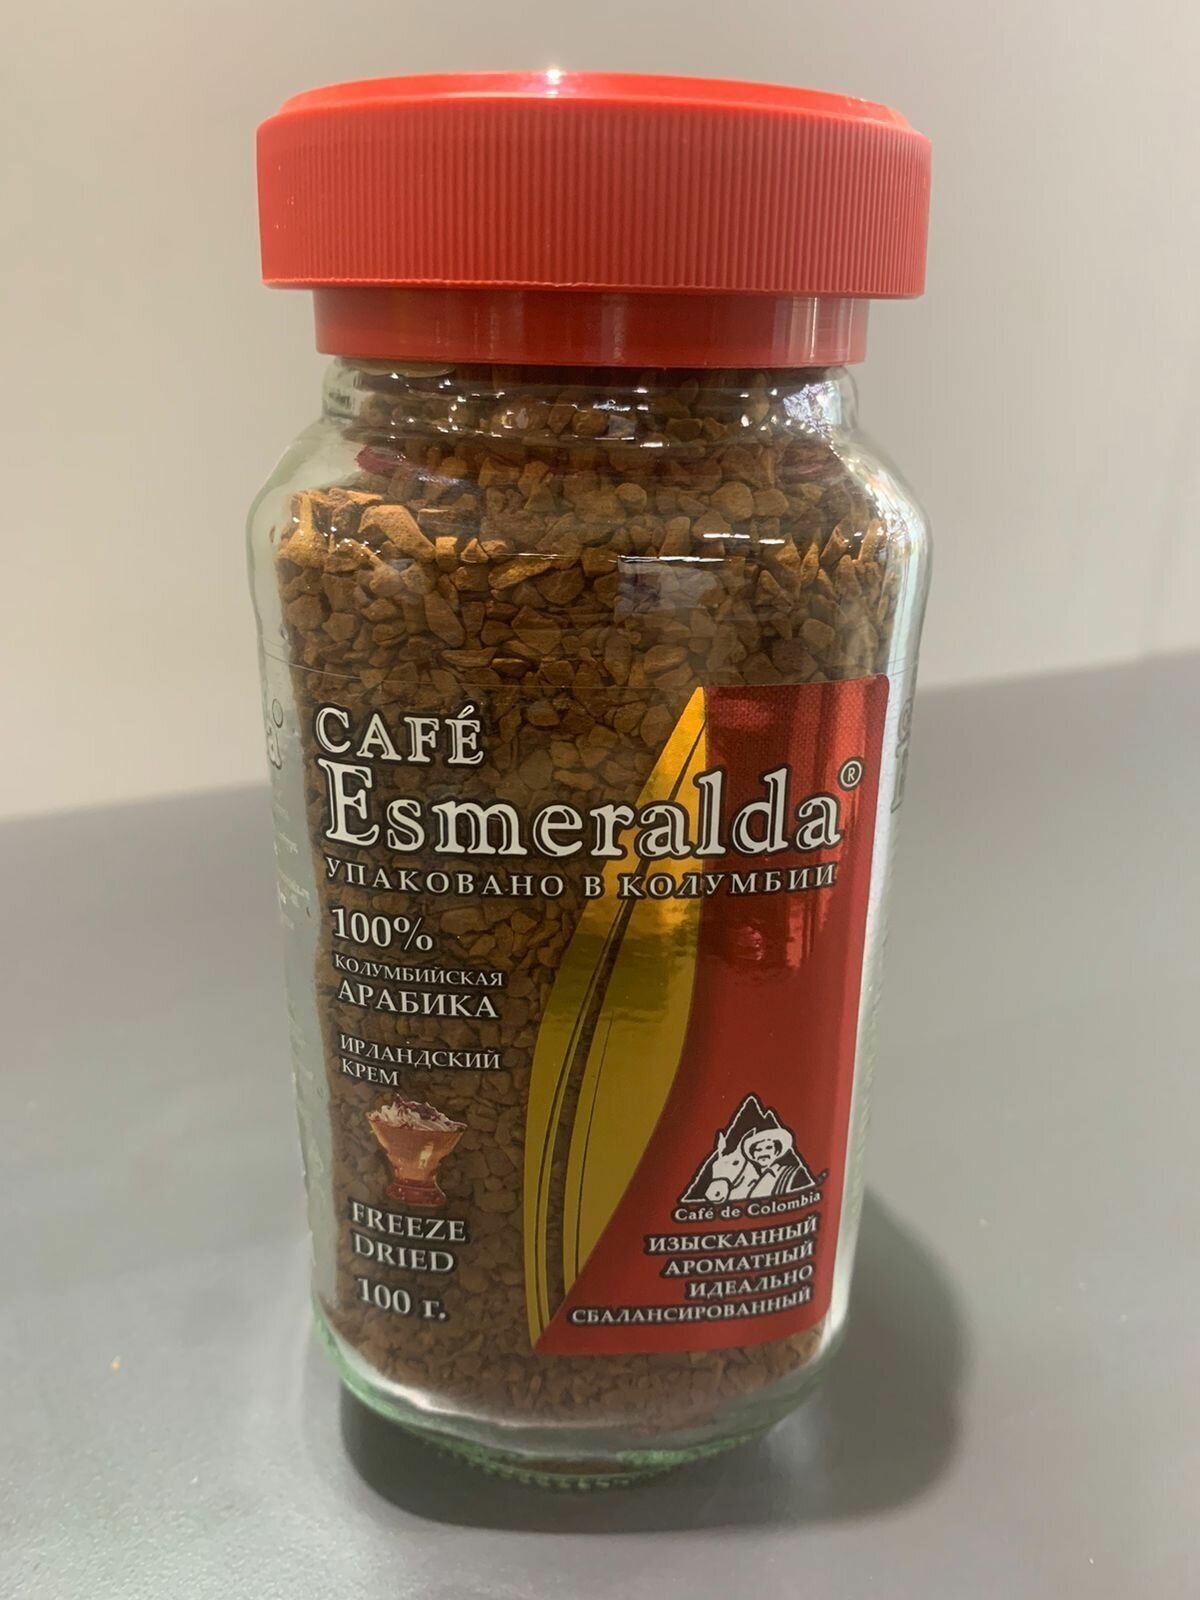 CAFÉ
Esmeralda®
УПАКОВАНО В КОЛУМБИИ
100%
КОЛУМБИЙСКАЯ
АРАБИКА
ИРЛАНДСКИЙ
КРЕМ
FREEZE
DRIED
100 г.
Café de Colombia
ИЗЫСКАННЫЙ
АРОМАТНЫЙ
ИДЕАЛЬНО
СБАЛАНСИРОВАННЫЙ